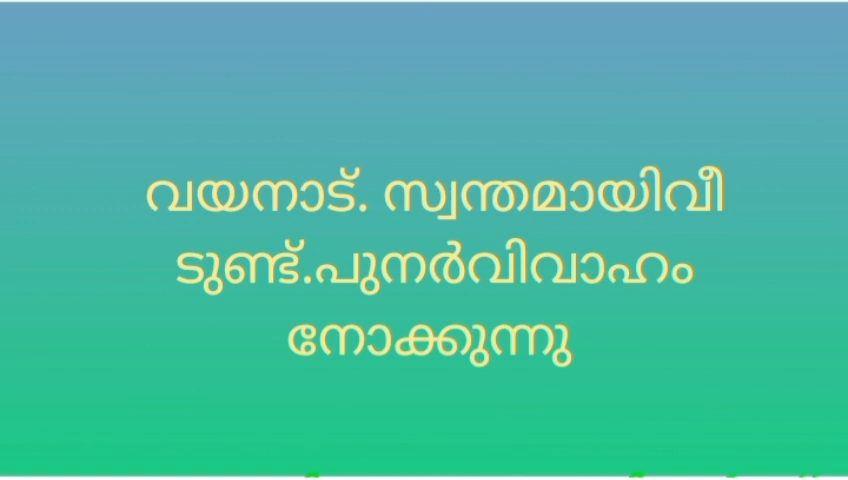 വയനാട്. സ്വന്തമായിവീ
ടുണ്ട്.പുനർവിവാഹം
നോക്കുന്നു